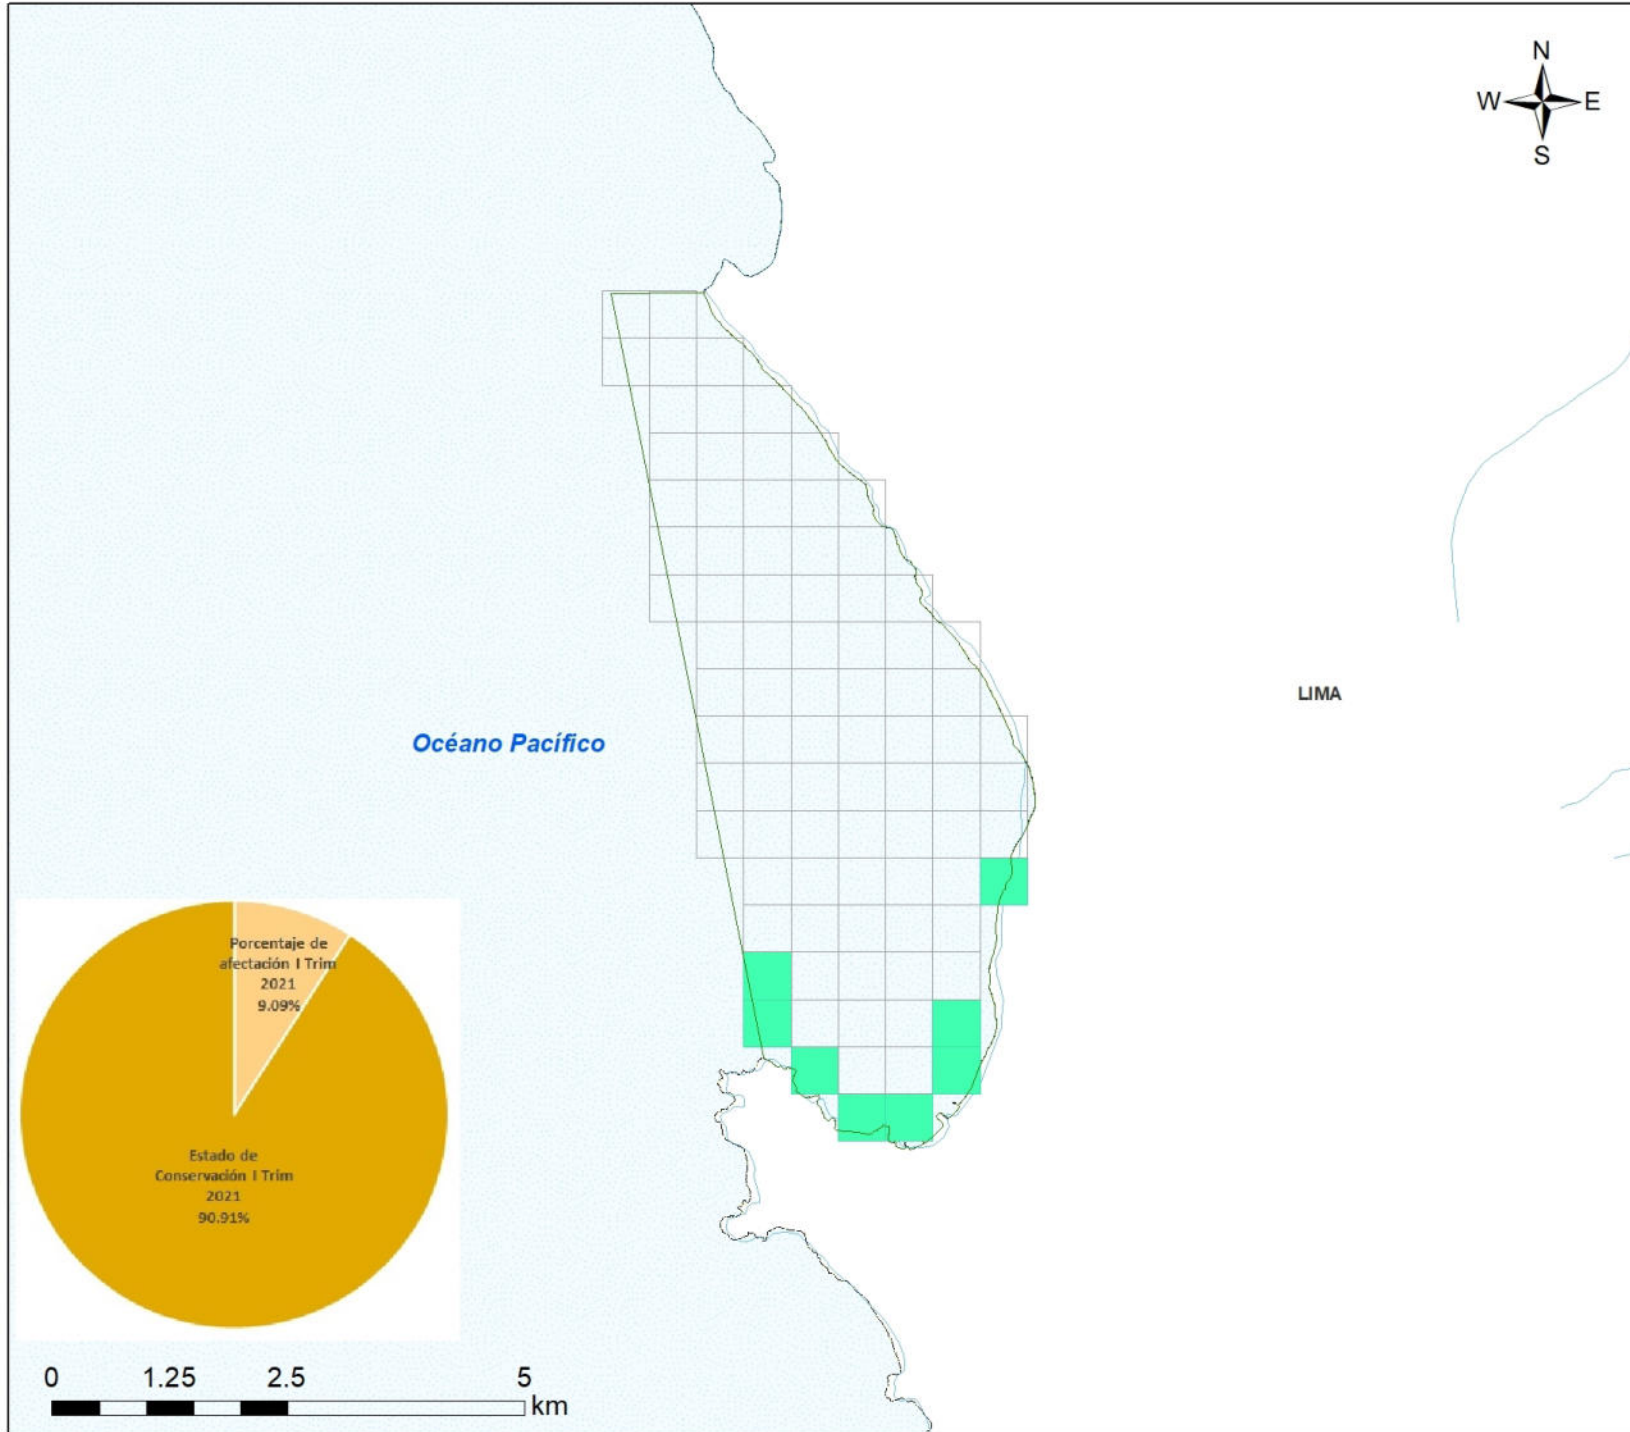 N
W E
S
LIMA
Océano Pacífico
Porcentaje de
afectación I Trim
2021
9.09%
Estado de
Conservación I Trim
2021
90.91%
0 1.25 2.5 5
km